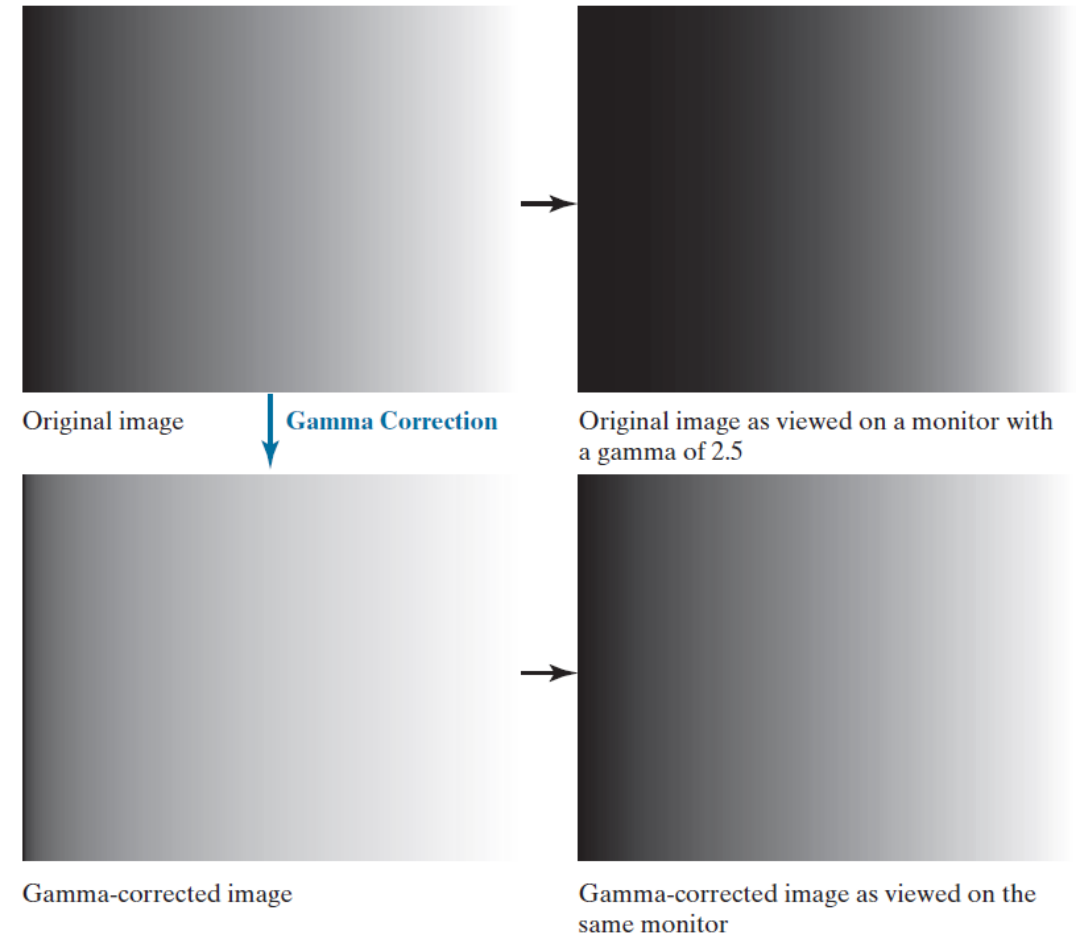 Original image
Gamma Correction
Original image as viewed on a monitor with
a gamma of 2.5
Gamma-corrected image
Gamma-corrected image as viewed on the
same monitor